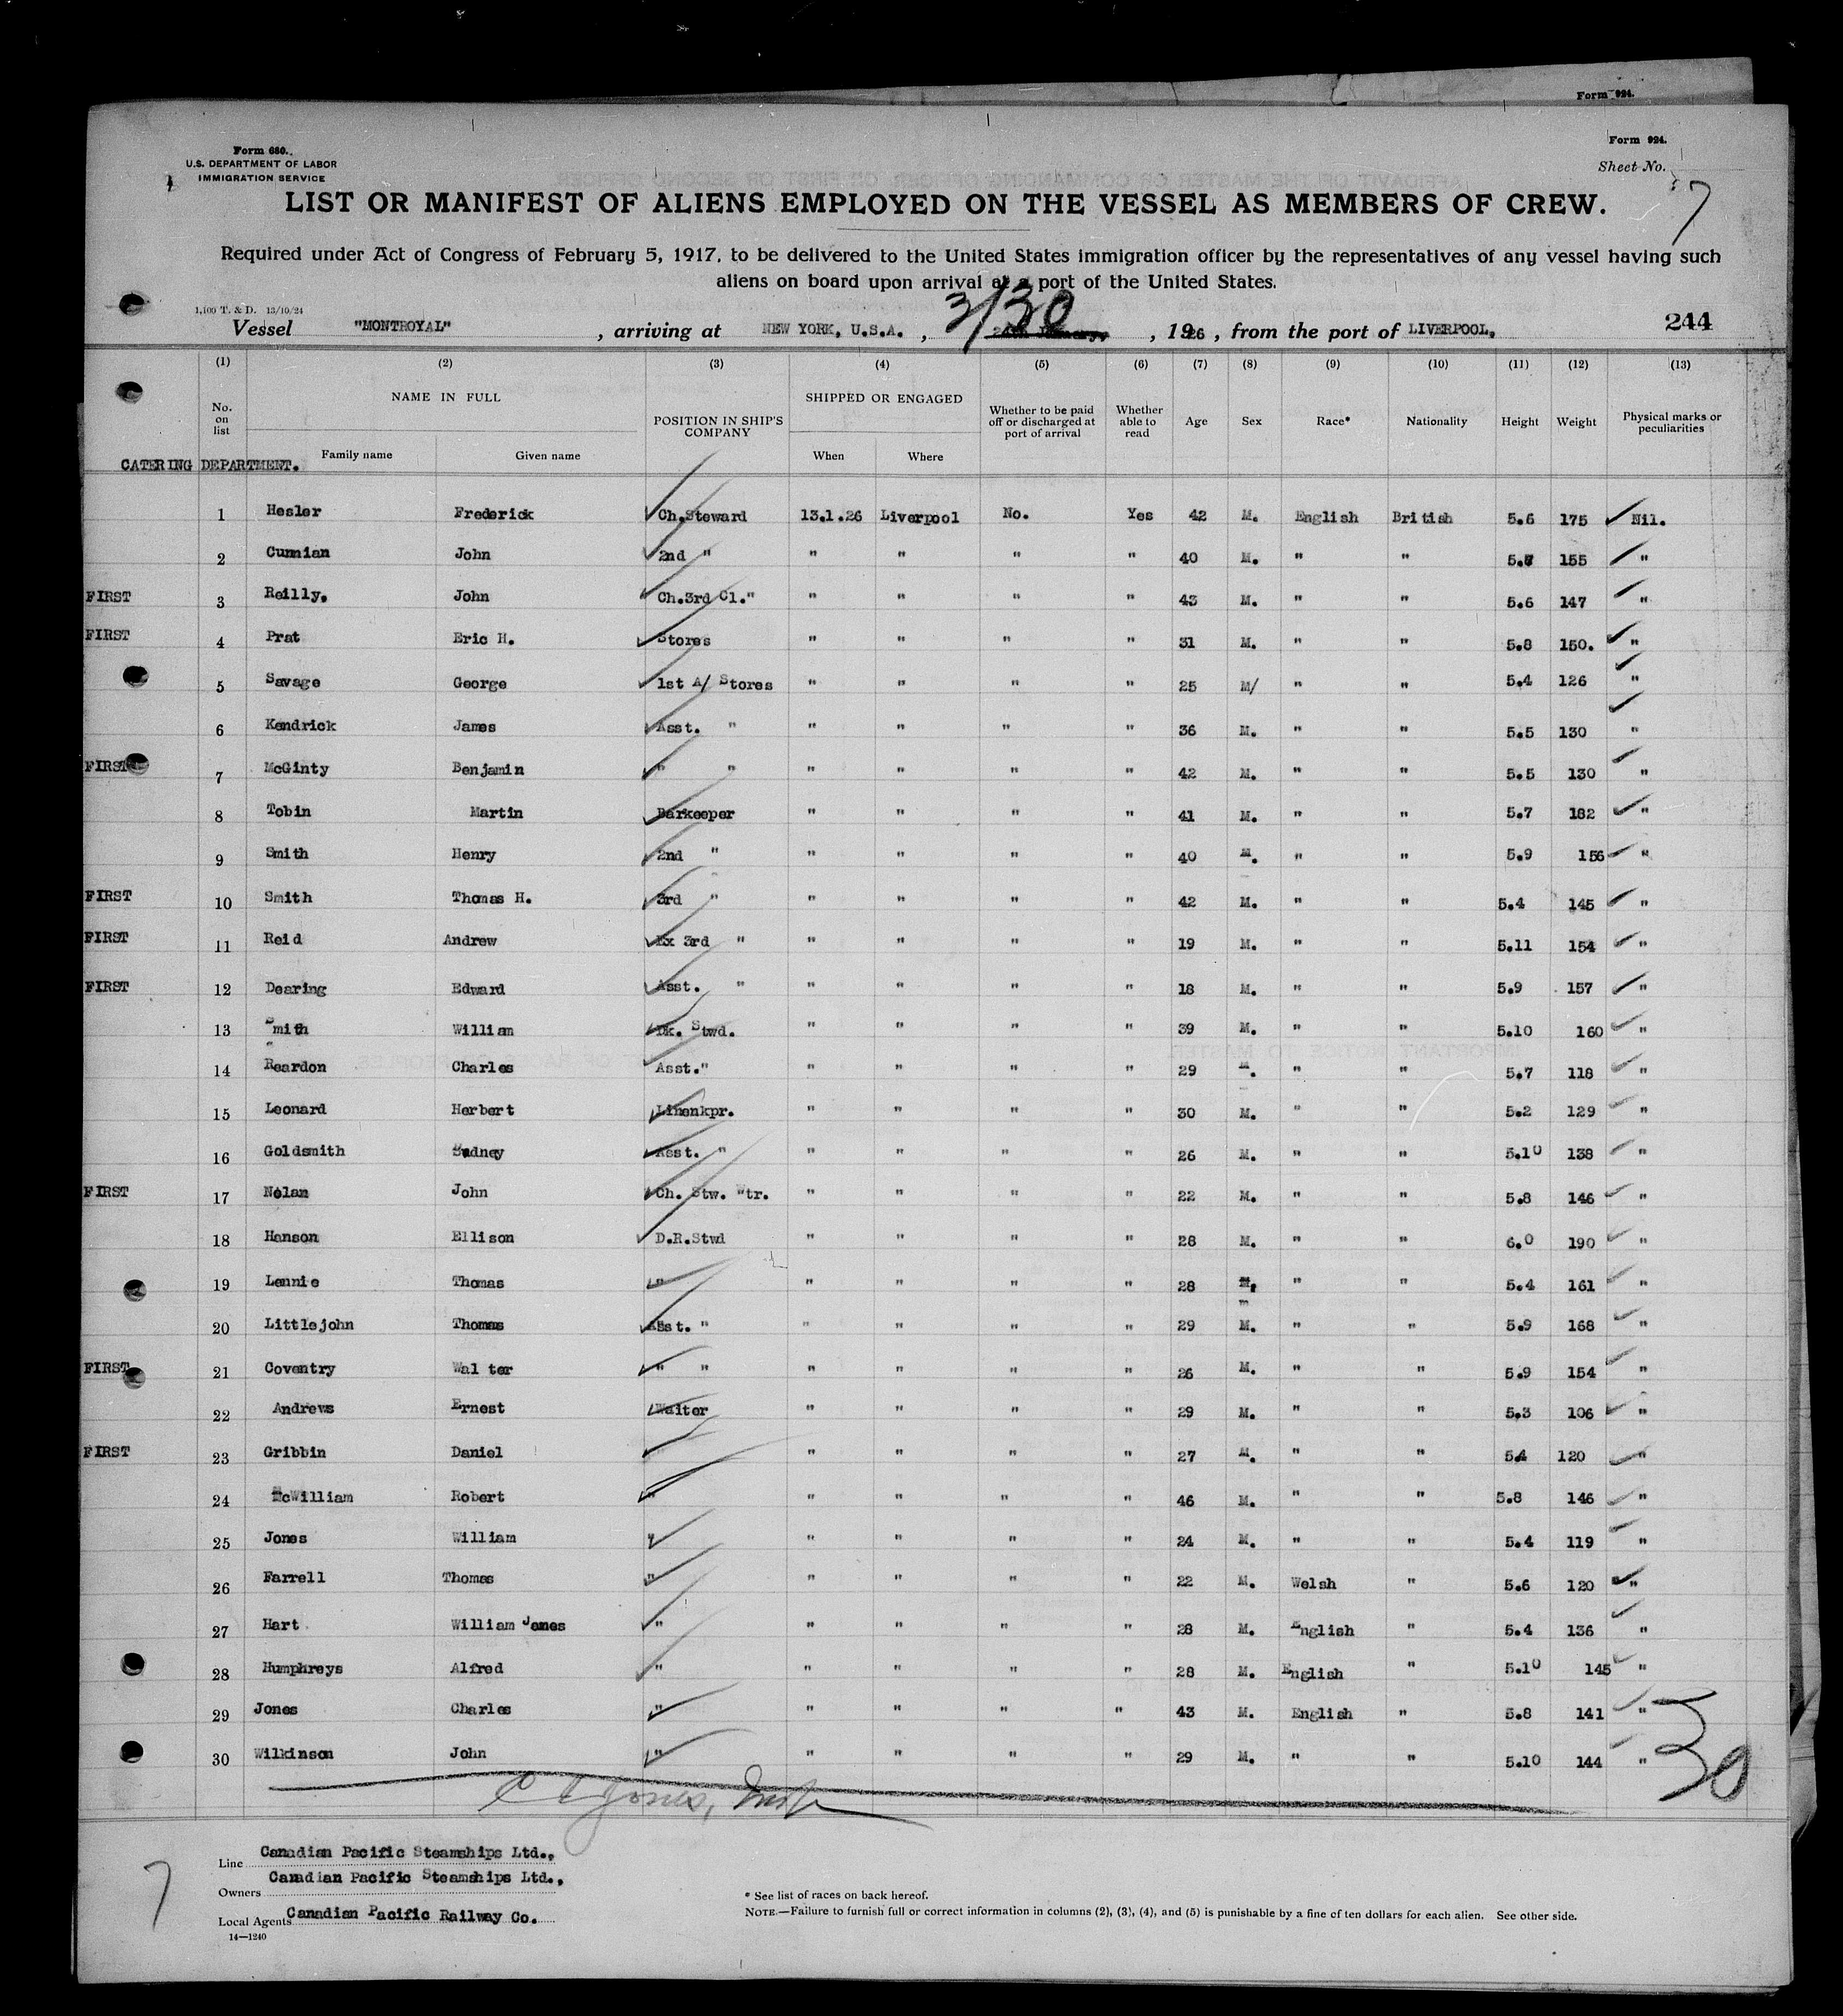 Form 924.
Form 680.
U.S. DEPARTMENT OF LABOR
IMMIGRATION SERVICE
Form 924.
Sheet No. 7
LIST OR MANIFEST OF ALIENS EMPLOYED ON THE VESSEL AS MEMBERS OF CREW.
Required under Act of Congress of February 5, 1917, to be delivered to the United States immigration officer by the representatives of any vessel having such
aliens on board upon arrival at a port of the United States.
1,100 T. & D. 13/10/24
Vessel "MONTROYAL" , arriving at NEW YORK, U.S.A. , 3/30 , 1926 , from the port of LIVERPOOL. 244
(1) (2) (3) (4) (5) (6) (7) (8) (9) (10) (11) (12) (13)
No. on list NAME IN FULL Family name Given name POSITION IN SHIP'S COMPANY SHIPPED OR ENGAGED When Where Whether to be paid off or discharged at port of arrival Whether able to read Age Sex Race* Nationality Height Weight Physical marks or peculiarities
CATERING DEPARTMENT.
1 Hesler Frederick Ch.Steward 13.1.26 Liverpool No. Yes 42 M. English British 5.6 175 Nil.
2 Cunnian John 2nd " " " " " 40 M. " " 5.7 155 "
FIRST 3 Reilly, John Ch.3rd Cl." " " " " 43 M. " " 5.6 147 "
FIRST 4 Prat Eric H. Stores " " " " 31 M. " " 5.8 150. "
5 Savage George 1st A/ Stores " " " " 25 M/ " " 5.4 126 "
6 Kendrick James Asst. " " " " " 36 M. " " 5.5 130 "
FIRST 7 McGinty Benjamin " " " " " " 42 M. " " 5.5 130 "
8 Tobin Martin Barkeeper " " " " 41 M. " " 5.7 182 "
9 Smith Henry 2nd " " " " " 40 M. " " 5.9 156 "
FIRST 10 Smith Thomas H. 3rd " " " " " 42 M. " " 5.4 145 "
FIRST 11 Reid Andrew Ex 3rd " " " " " 19 M. " " 5.11 154 "
FIRST 12 Dearing Edward Asst. " " " " " 18 M. " " 5.9 157 "
13 Smith William Dk. Stwd. " " " " 39 M. " " 5.10 160 "
14 Reardon Charles Asst." " " " " 29 M. " " 5.7 118 "
15 Leonard Herbert Linenkpr. " " " " 30 M. " " 5.2 129 "
16 Goldsmith Sydney Asst. " " " " " 26 M. " " 5.10 138 "
FIRST 17 Nolan John Ch. Stw. Wtr. " " " " 22 M. " " 5.8 146 "
18 Hanson Ellison D.R.Stwd " " " " 28 M. " " 6.0 190 "
19 Lennie Thomas " " " " " 28 M. " " 5.4 161 "
20 Littlejohn Thomas Asst. " " " " " 29 M. " " 5.9 168 "
FIRST 21 Coventry Walter " " " " " " 26 M. " " 5.9 154 "
22 Andrews Ernest Waiter " " " " 29 M. " " 5.3 106 "
FIRST 23 Gribbin Daniel " " " " 27 M. " " 5.4 120 "
24 McWilliam Robert " " " " " 46 M. " " 5.8 146 "
25 Jones William " " " " " 24 M. " " 5.4 119 "
26 Farrell Thomas " " " " " 22 M. Welsh " 5.6 120 "
27 Hart William James " " " " " 28 M. English " 5.4 136 "
28 Humphreys Alfred " " " " " 28 M. English " 5.10 145 "
29 Jones Charles " " " " " 43 M. English " 5.8 141 "
30 Wilkinson John " " " " " 29 M. " " 5.10 144 "
30
Line Canadian Pacific Steamships Ltd.,
Owners Canadian Pacific Steamships Ltd.,
Local Agents Canadian Pacific Railway Co.
14—1240
7
* See list of races on back hereof.
NOTE.—Failure to furnish full or correct information in columns (2), (3), (4), and (5) is punishable by a fine of ten dollars for each alien. See other side.